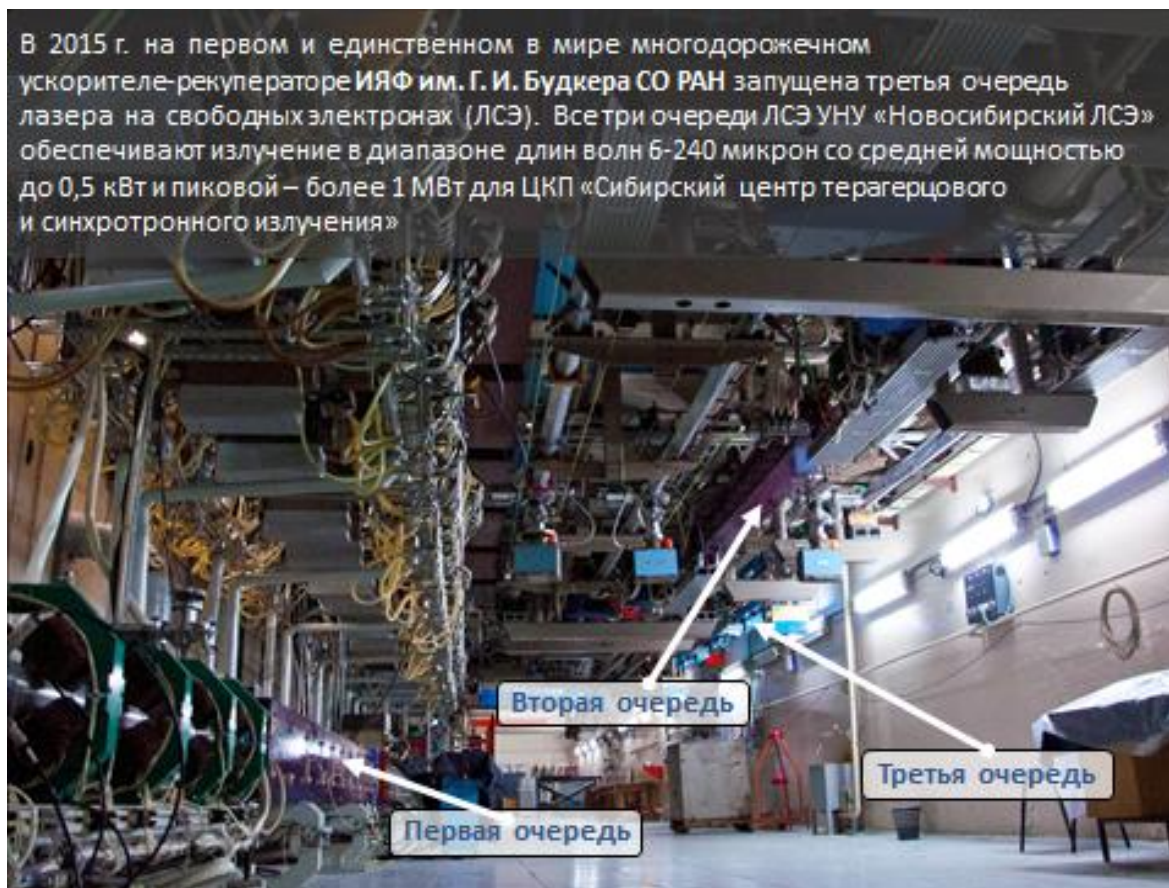 В 2015 г. на первом и единственном в мире многодорожечном
ускорителе-рекуператоре ИЯФ им. Г. И. Будкера СО РАН запущена третья очередь
лазера на свободных электронах (ЛСЭ). Все три очереди ЛСЭ УНУ «Новосибирский ЛСЭ»
обеспечивают излучение в диапазоне длин волн 6-240 микрон со средней мощностью
до 0,5 кВт и пиковой – более 1 МВт для ЦКП «Сибирский центр терагерцового
и синхротронного излучения»
Вторая очередь
Третья очередь
Первая очередь